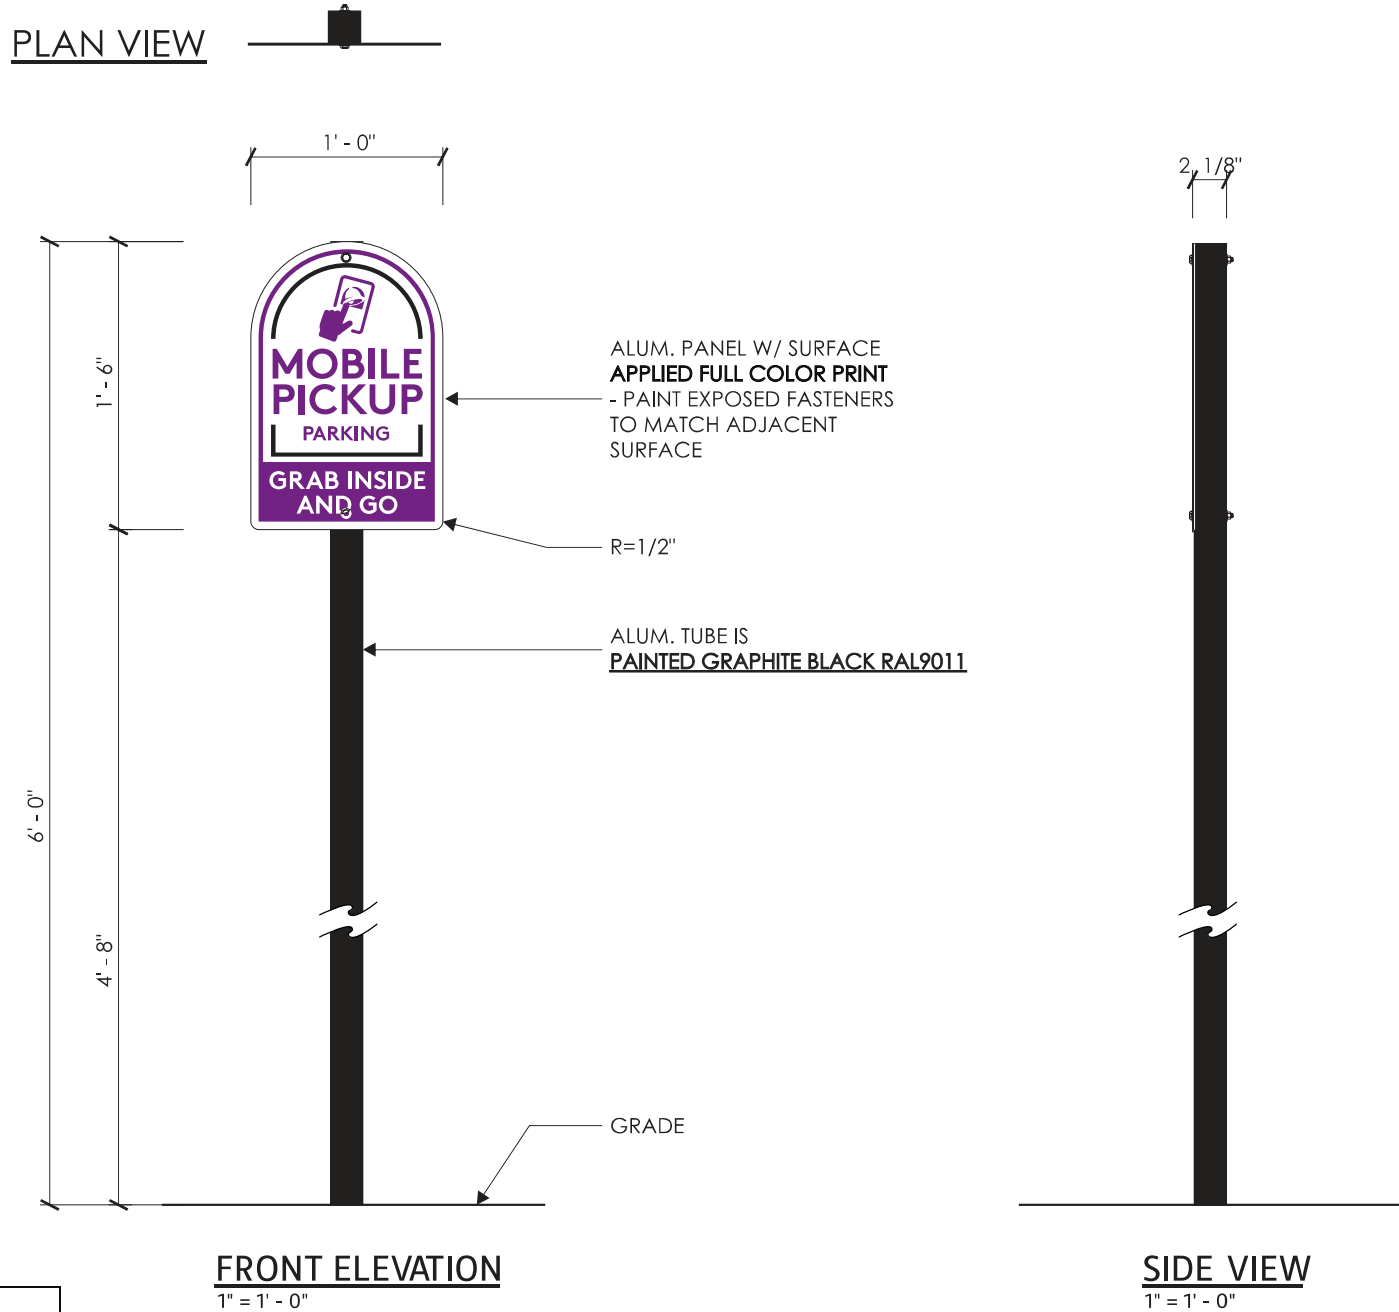 PLAN VIEW
1' - 0"
2 1/8"
6' - 0"
1' - 6"
4' - 8"
MOBILE
PICKUP
PARKING
GRAB INSIDE
AND GO
ALUM. PANEL W/ SURFACE
APPLIED FULL COLOR PRINT
- PAINT EXPOSED FASTENERS
TO MATCH ADJACENT
SURFACE
R=1/2"
ALUM. TUBE IS
PAINTED GRAPHITE BLACK RAL9011
GRADE
FRONT ELEVATION
1" = 1' - 0"
SIDE VIEW
1" = 1' - 0"